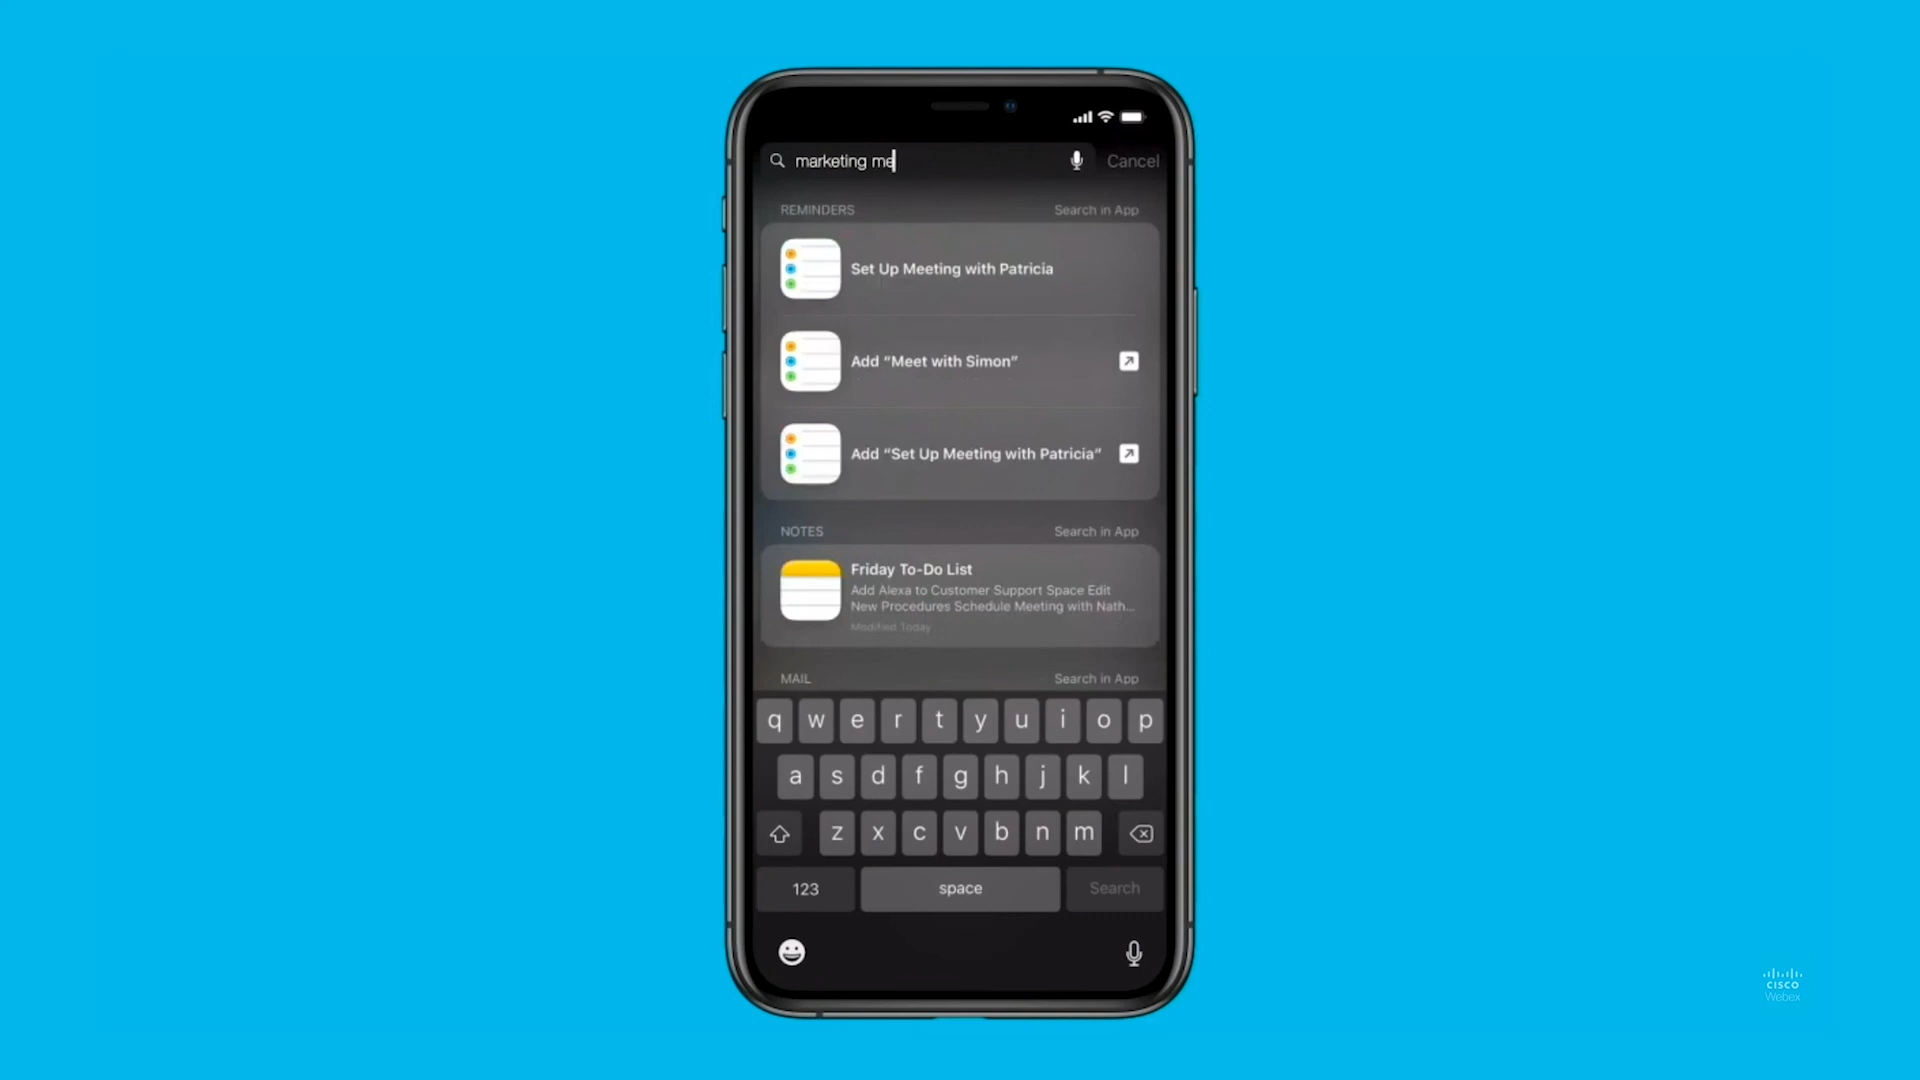 marketing me
Cancel
REMINDERS Search in App
Set Up Meeting with Patricia
Add “Meet with Simon”
Add “Set Up Meeting with Patricia”
NOTES Search in App
Friday To-Do List
Add Alexa to Customer Support Space Edit
New Procedures Schedule Meeting with Nath...
Modified Today
MAIL Search in App
q w e r t y u i o p
a s d f g h j k l
z x c v b n m
123 space Search
CISCO
Webex